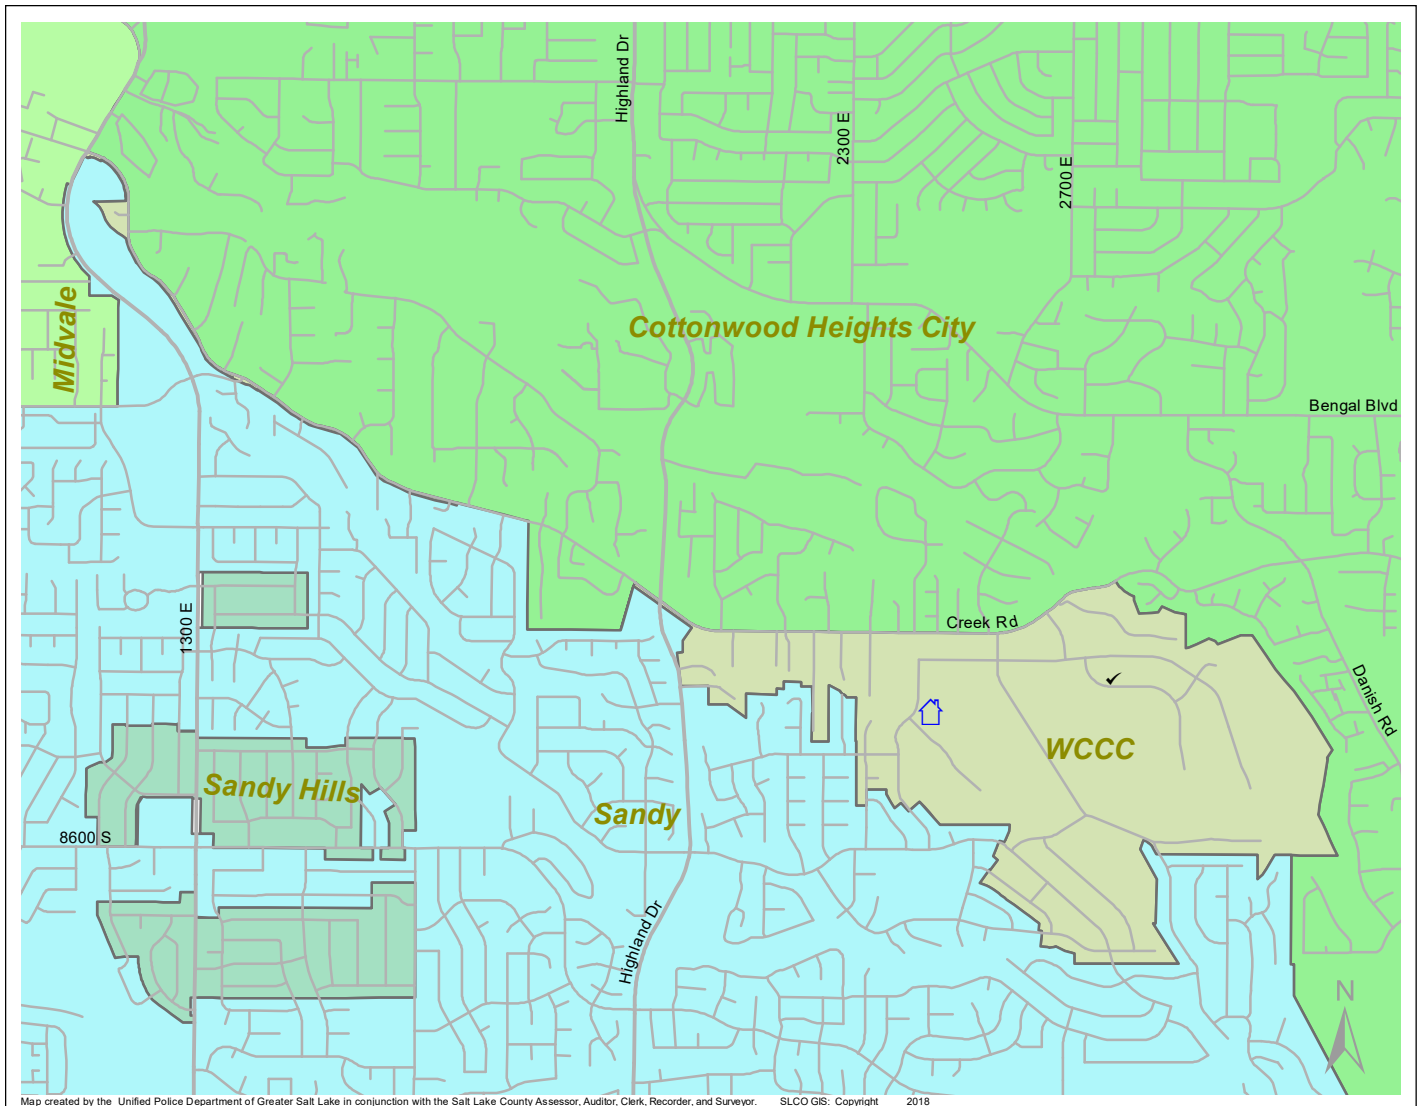 Highland Dr
2300 E
2700 E
Midvale
Cottonwood Heights City
Bengal Blvd
1300 E
Creek Rd
Danish Rd
WCCC
Sandy Hills
Sandy
8600 S
Highland Dr
N
Map created by the Unified Police Department of Greater Salt Lake in conjunction with the Salt Lake County Assessor, Auditor, Clerk, Recorder, and Surveyor. SLCO GIS: Copyright 2018